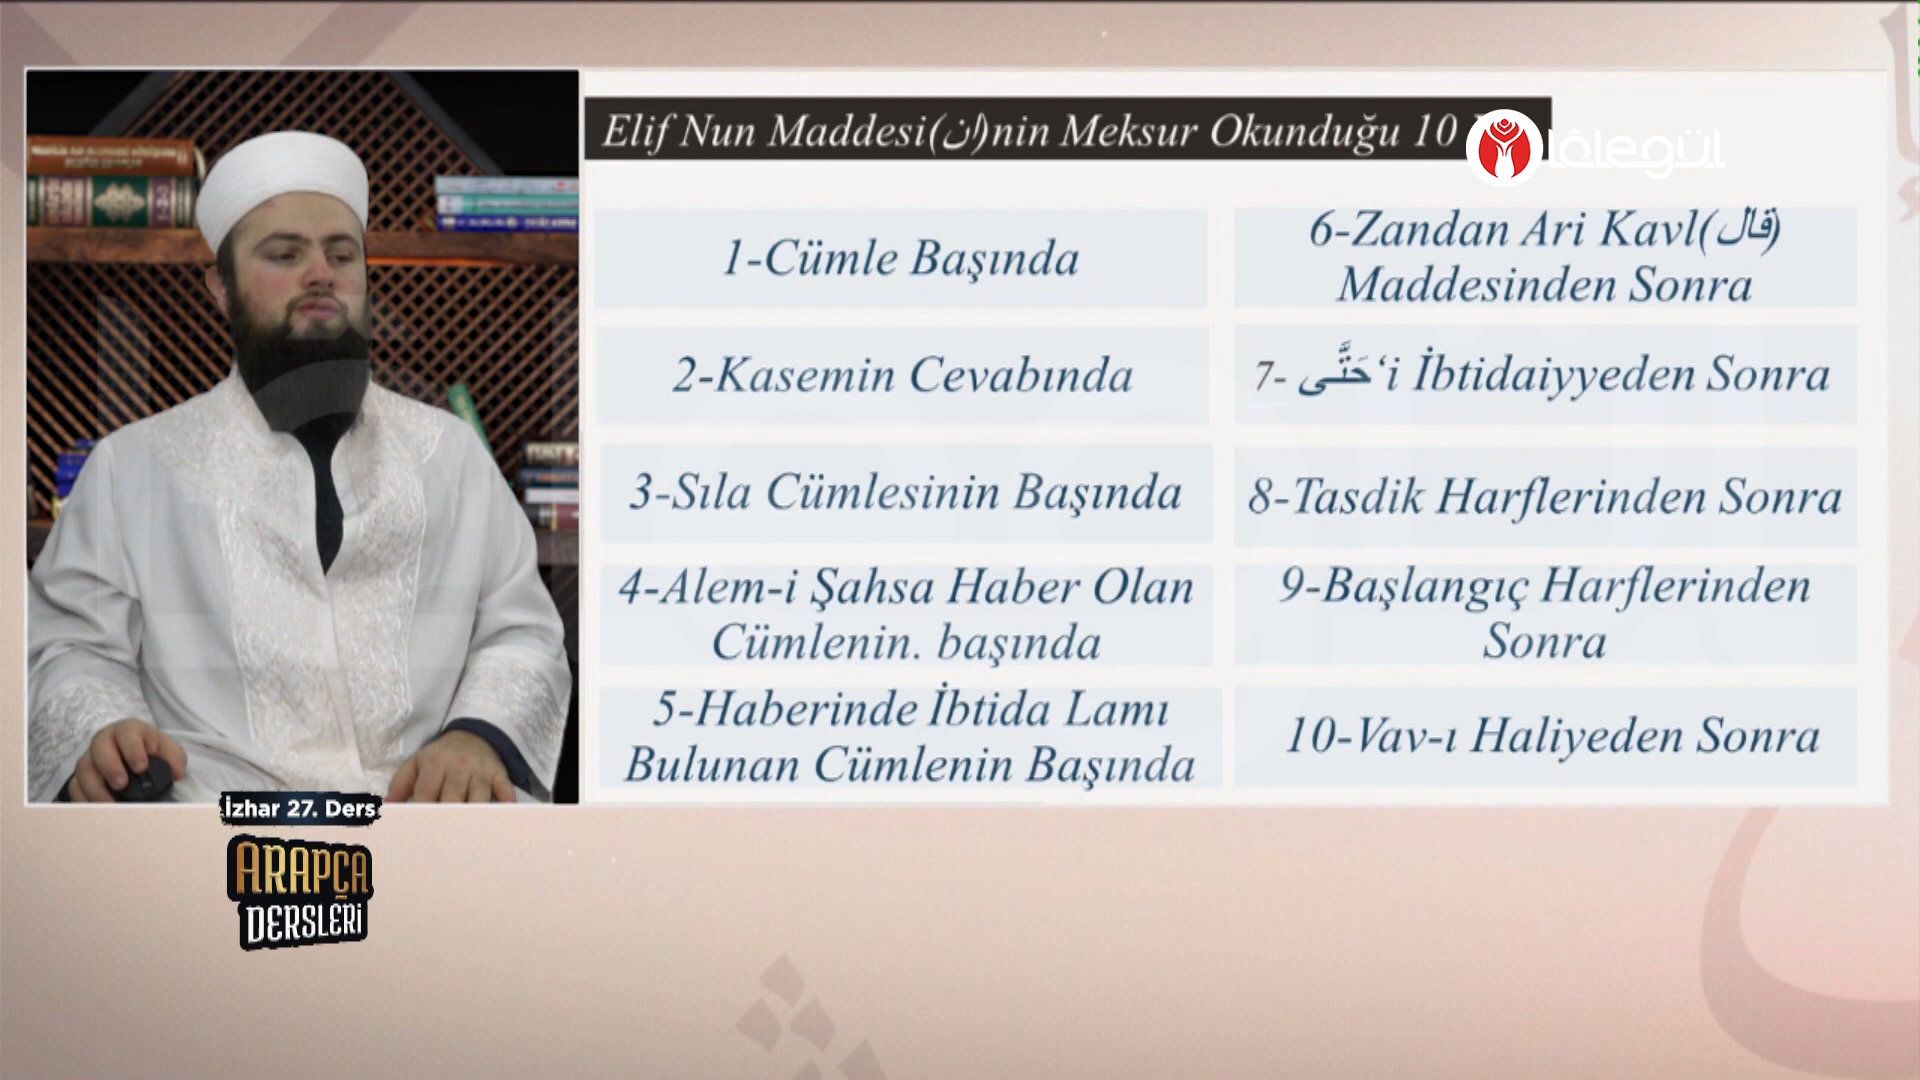 Elif Nun Maddesi(ان)nin Meksur Okunduğu 10
lâlegül
1-Cümle Başında
2-Kasemin Cevabında
3-Sıla Cümlesinin Başında
4-Alem-i Şahsa Haber Olan
Cümlenin. başında
5-Haberinde İbtida Lamı
Bulunan Cümlenin Başında
6-Zandan Ari Kavl(قال)
Maddesinden Sonra
7- حَتَّى‘i İbtidaiyyeden Sonra
8-Tasdik Harflerinden Sonra
9-Başlangıç Harflerinden
Sonra
10-Vav-ı Haliyeden Sonra
İzhar 27. Ders
ARAPÇA
DERSLERİ